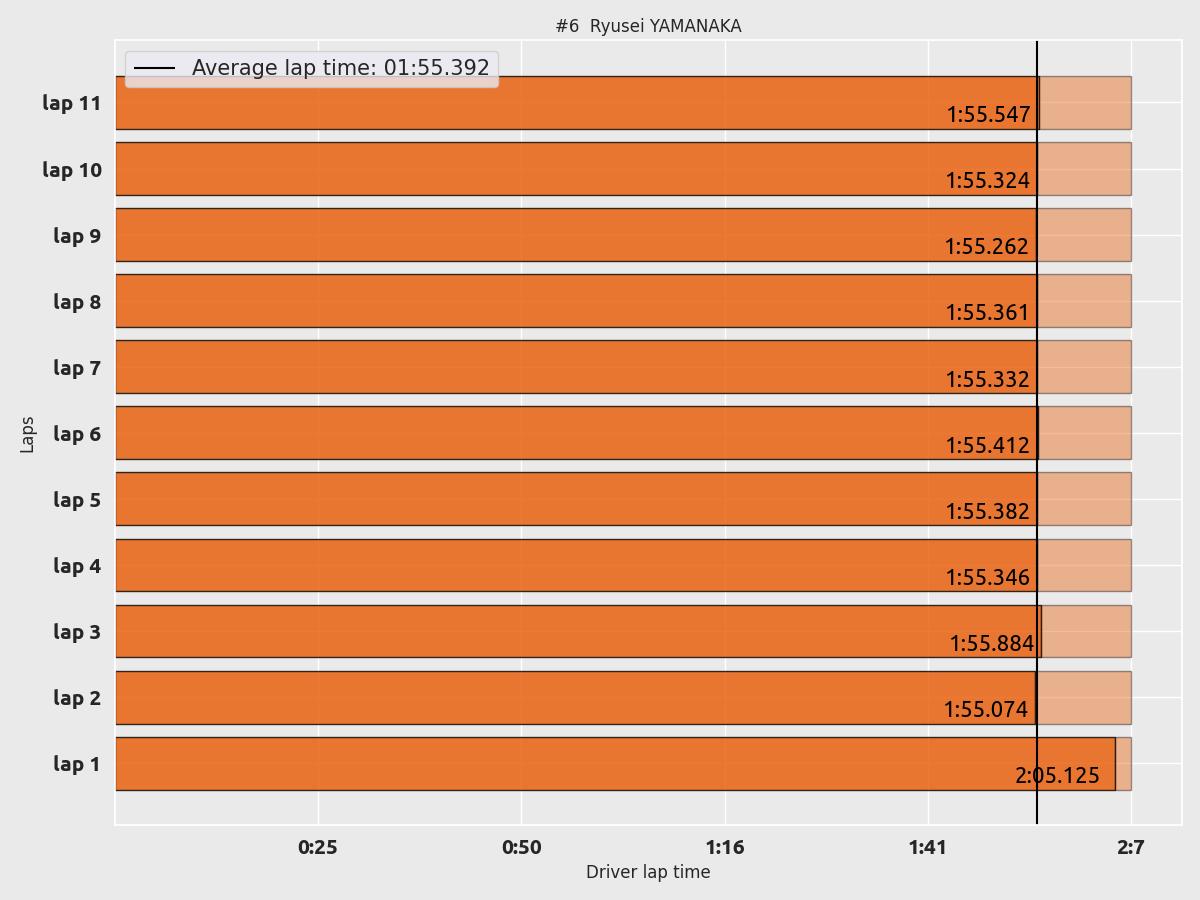 #6  Ryusei YAMANAKA
Average lap time: 01:55.392
lap 11
1:55.547
lap 10
1:55.324
lap 9
1:55.262
lap 8
1:55.361
lap 7
1:55.332
lap 6
1:55.412
lap 5
1:55.382
lap 4
1:55.346
lap 3
1:55.884
lap 2
1:55.074
lap 1
2:05.125
Laps
0:25
0:50
1:16
1:41
2:7
Driver lap time